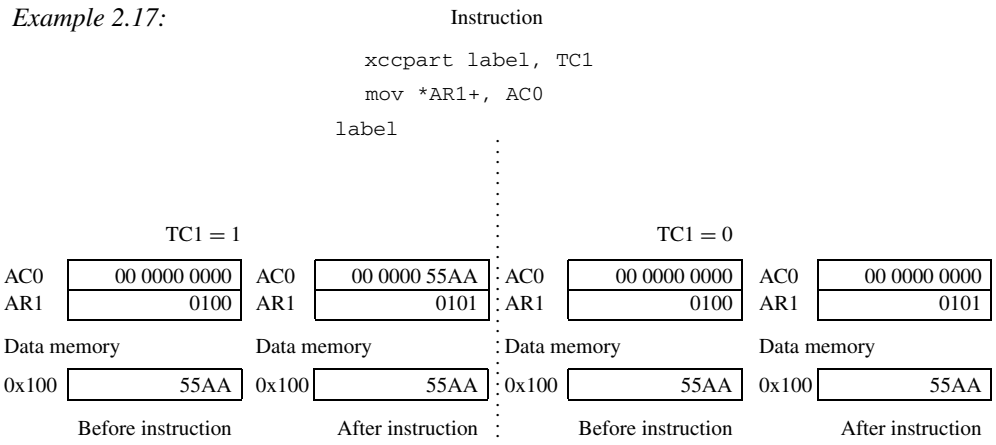 Example 2.17:
Instruction
xccpart label, TC1
mov *AR1+, AC0
label
TC1 = 1
TC1 = 0
AC0 00 0000 0000 AC0 00 0000 55AA AC0 00 0000 0000 AC0 00 0000 0000
AR1 0100 AR1 0101 AR1 0100 AR1 0101
Data memory Data memory Data memory Data memory
0x100 55AA 0x100 55AA 0x100 55AA 0x100 55AA
Before instruction After instruction Before instruction After instruction